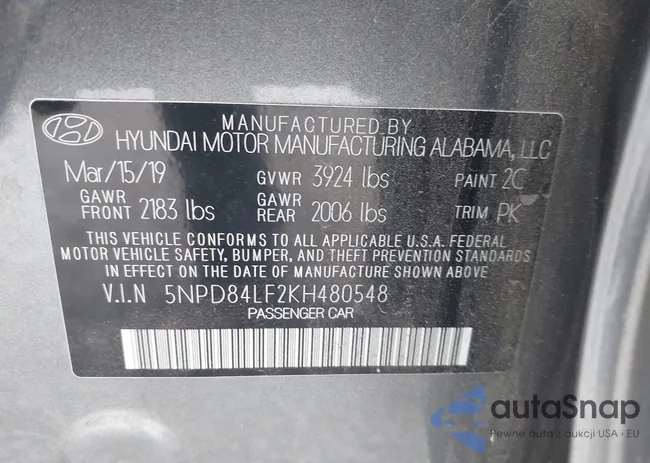 MANUFACTURED BY
HYUNDAI MOTOR MANUFACTURING ALABAMA, LLC
Mar/15/19 GVWR 3924 lbs PAINT 2C
GAWR FRONT 2183 lbs GAWR REAR 2006 lbs TRIM PK
THIS VEHICLE CONFORMS TO ALL APPLICABLE U.S.A. FEDERAL
MOTOR VEHICLE SAFETY, BUMPER, AND THEFT PREVENTION STANDARDS
IN EFFECT ON THE DATE OF MANUFACTURE SHOWN ABOVE.
V.I.N 5NPD84LF2KH480548
PASSENGER CAR
autaSnap
Pewne auta z aukcji USA i EU